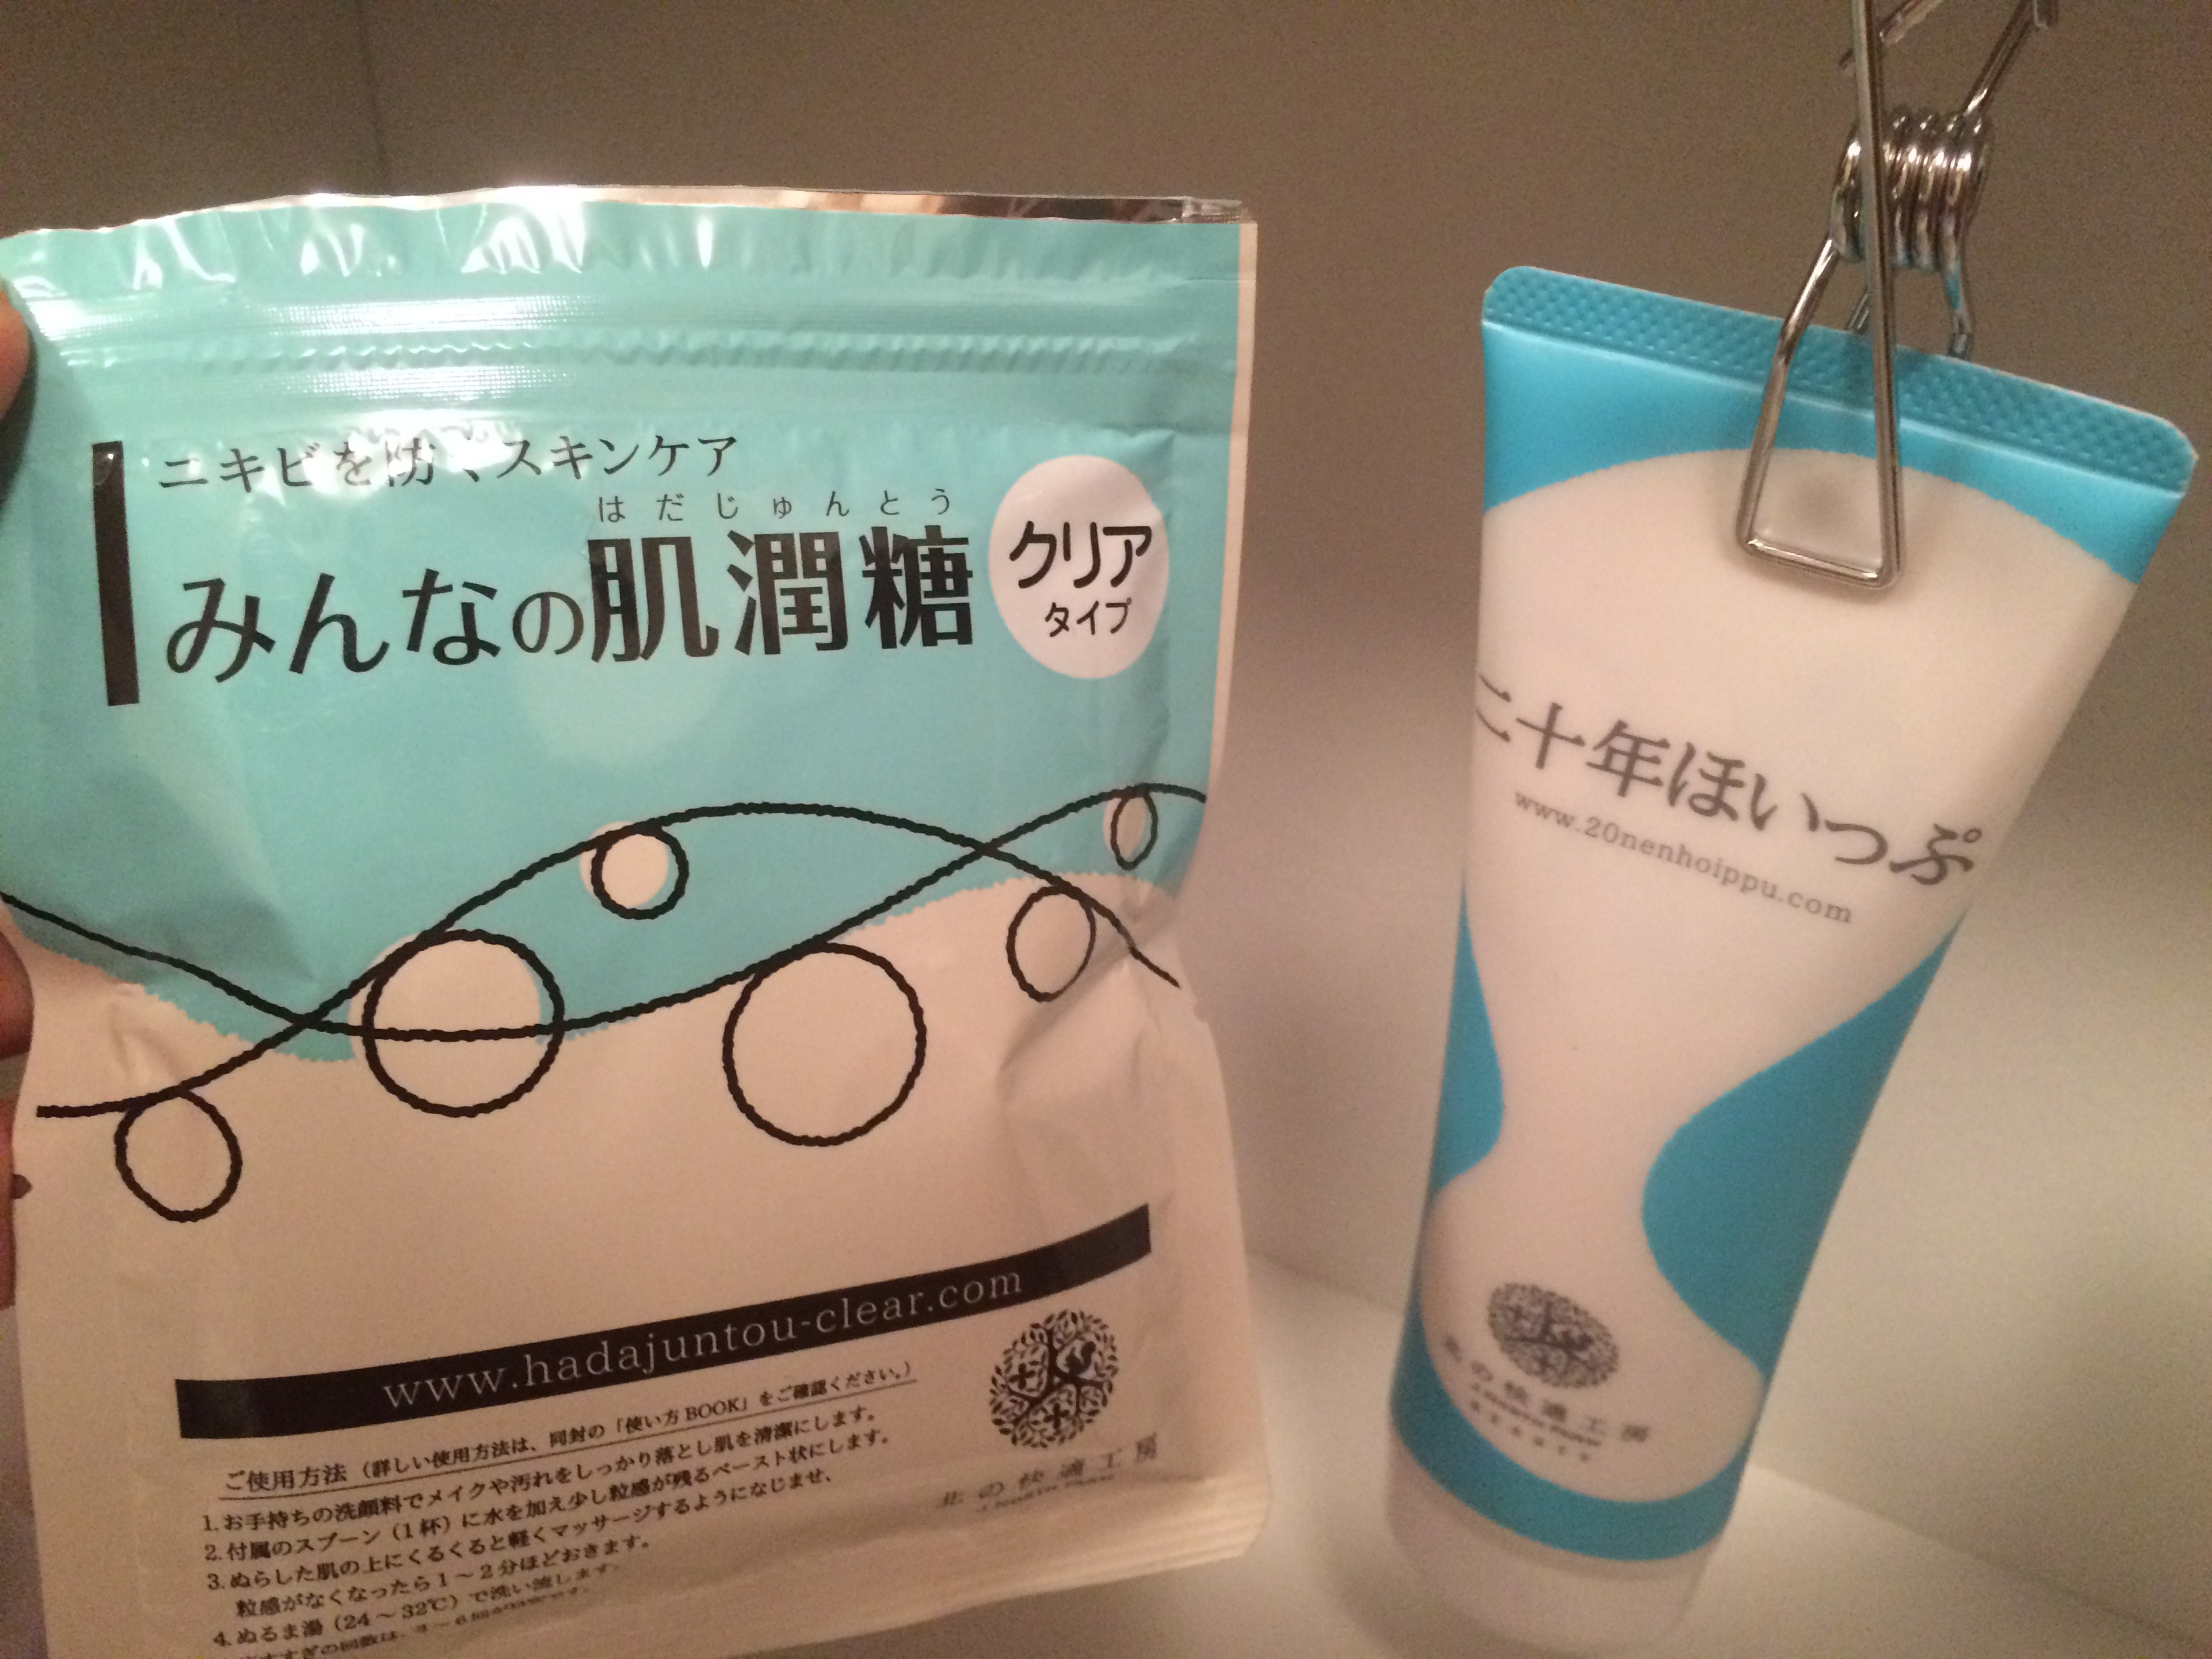 ニキビを防ぐスキンケア
はだじゅんとう
みんなの肌潤糖
クリア
タイプ
www.hadajuntou-clear.com
ご使用方法（詳しい使用方法は、同封の「使い方BOOK」をご確認ください。）
1.お手持ちの洗顔料でメイクや汚れをしっかり落とし肌を清潔にします。
2.付属のスプーン（1杯）に水を加え少し粒感が残るペースト状にします。
3.ぬらした肌の上にくるくると軽くマッサージするようになじませ、
粒感がなくなったら1～2分ほどおきます。
4.ぬるま湯（24～32℃）で洗い流します。
北の快適工房
二十年ほいっぷ
www.20nenhoippu.com
北の快適工房